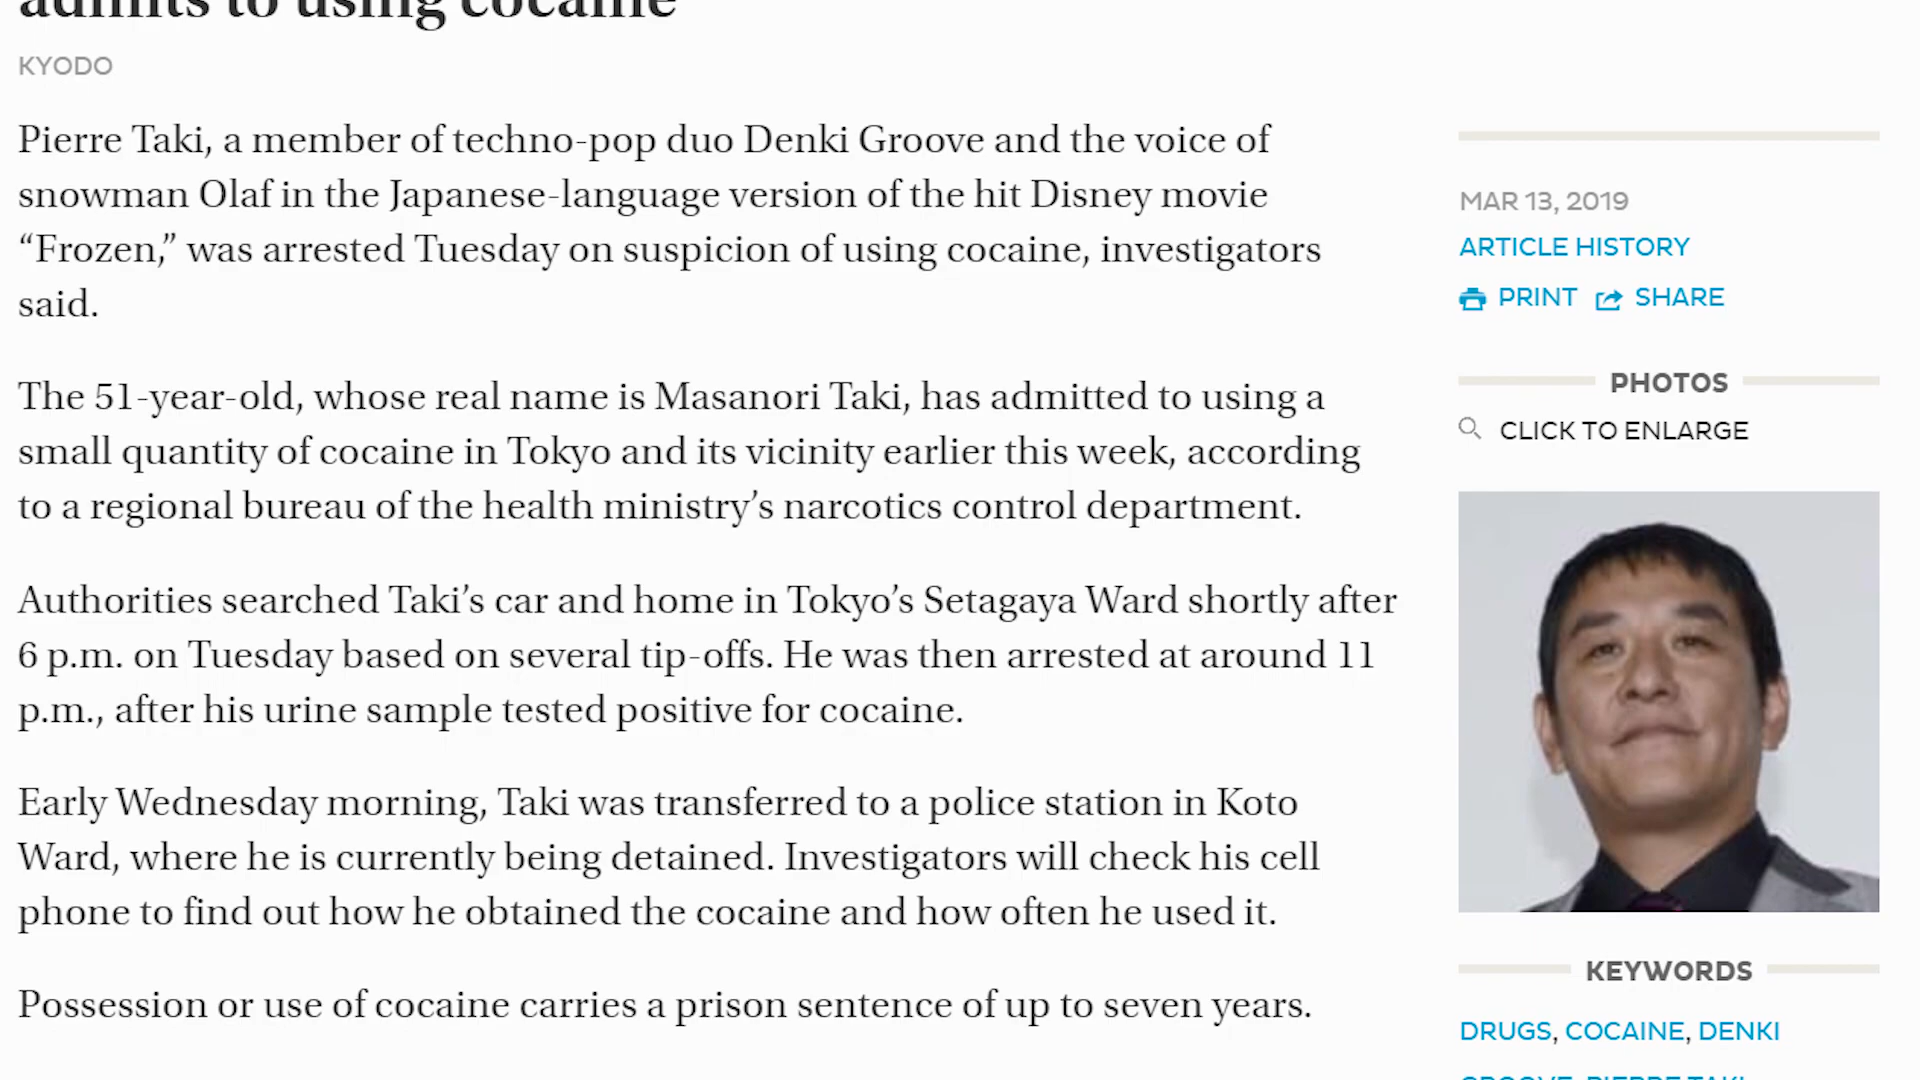 admits to using cocaine
KYODO
Pierre Taki, a member of techno-pop duo Denki Groove and the voice of
snowman Olaf in the Japanese-language version of the hit Disney movie
“Frozen,” was arrested Tuesday on suspicion of using cocaine, investigators
said.
The 51-year-old, whose real name is Masanori Taki, has admitted to using a
small quantity of cocaine in Tokyo and its vicinity earlier this week, according
to a regional bureau of the health ministry’s narcotics control department.
Authorities searched Taki’s car and home in Tokyo’s Setagaya Ward shortly after
6 p.m. on Tuesday based on several tip-offs. He was then arrested at around 11
p.m., after his urine sample tested positive for cocaine.
Early Wednesday morning, Taki was transferred to a police station in Koto
Ward, where he is currently being detained. Investigators will check his cell
phone to find out how he obtained the cocaine and how often he used it.
Possession or use of cocaine carries a prison sentence of up to seven years.
MAR 13, 2019
ARTICLE HISTORY
PRINT SHARE
PHOTOS
CLICK TO ENLARGE
KEYWORDS
DRUGS, COCAINE, DENKI
GROOVE, PIERRE TAKI